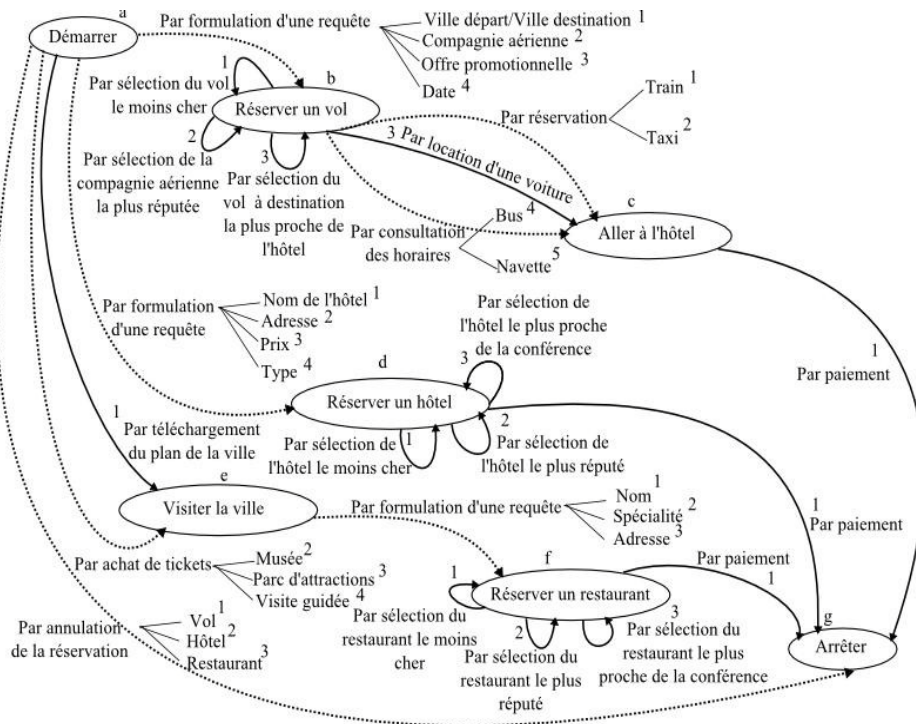 a
Démarrer
Par formulation d'une requête
Ville départ/Ville destination 1
Compagnie aérienne 2
Offre promotionnelle 3
Date 4
1
Par sélection du vol
le moins cher
b
Réserver un vol
2
Par sélection de la
compagnie aérienne
la plus réputée
3
Par sélection du
vol à destination
la plus proche de
l'hôtel
Par réservation
Train 1
Taxi 2
3 Par location d'une voiture
Par consultation
des horaires
Bus 4
Navette 5
c
Aller à l'hôtel
1
Par paiement
Par formulation
d'une requête
Nom de l'hôtel 1
Adresse 2
Prix 3
Type 4
Par sélection de
l'hôtel le plus proche
de la conférence
3
d
Réserver un hôtel
1
Par sélection de
l'hôtel le moins cher
2
Par sélection de
l'hôtel le plus réputé
1
Par téléchargement
du plan de la ville
e
Visiter la ville
Par formulation d'une requête
Nom 1
Spécialité 2
Adresse 3
1
Par paiement
Par achat de tickets
Musée 2
Parc d'attractions 3
Visite guidée 4
f
Réserver un restaurant
1
Par sélection du
restaurant le moins
cher
2
Par sélection du
restaurant le plus
réputé
3
Par sélection du
restaurant le plus
proche de la conférence
Par paiement
1
Par annulation
de la réservation
Vol 1
Hôtel 2
Restaurant 3
g
Arrêter